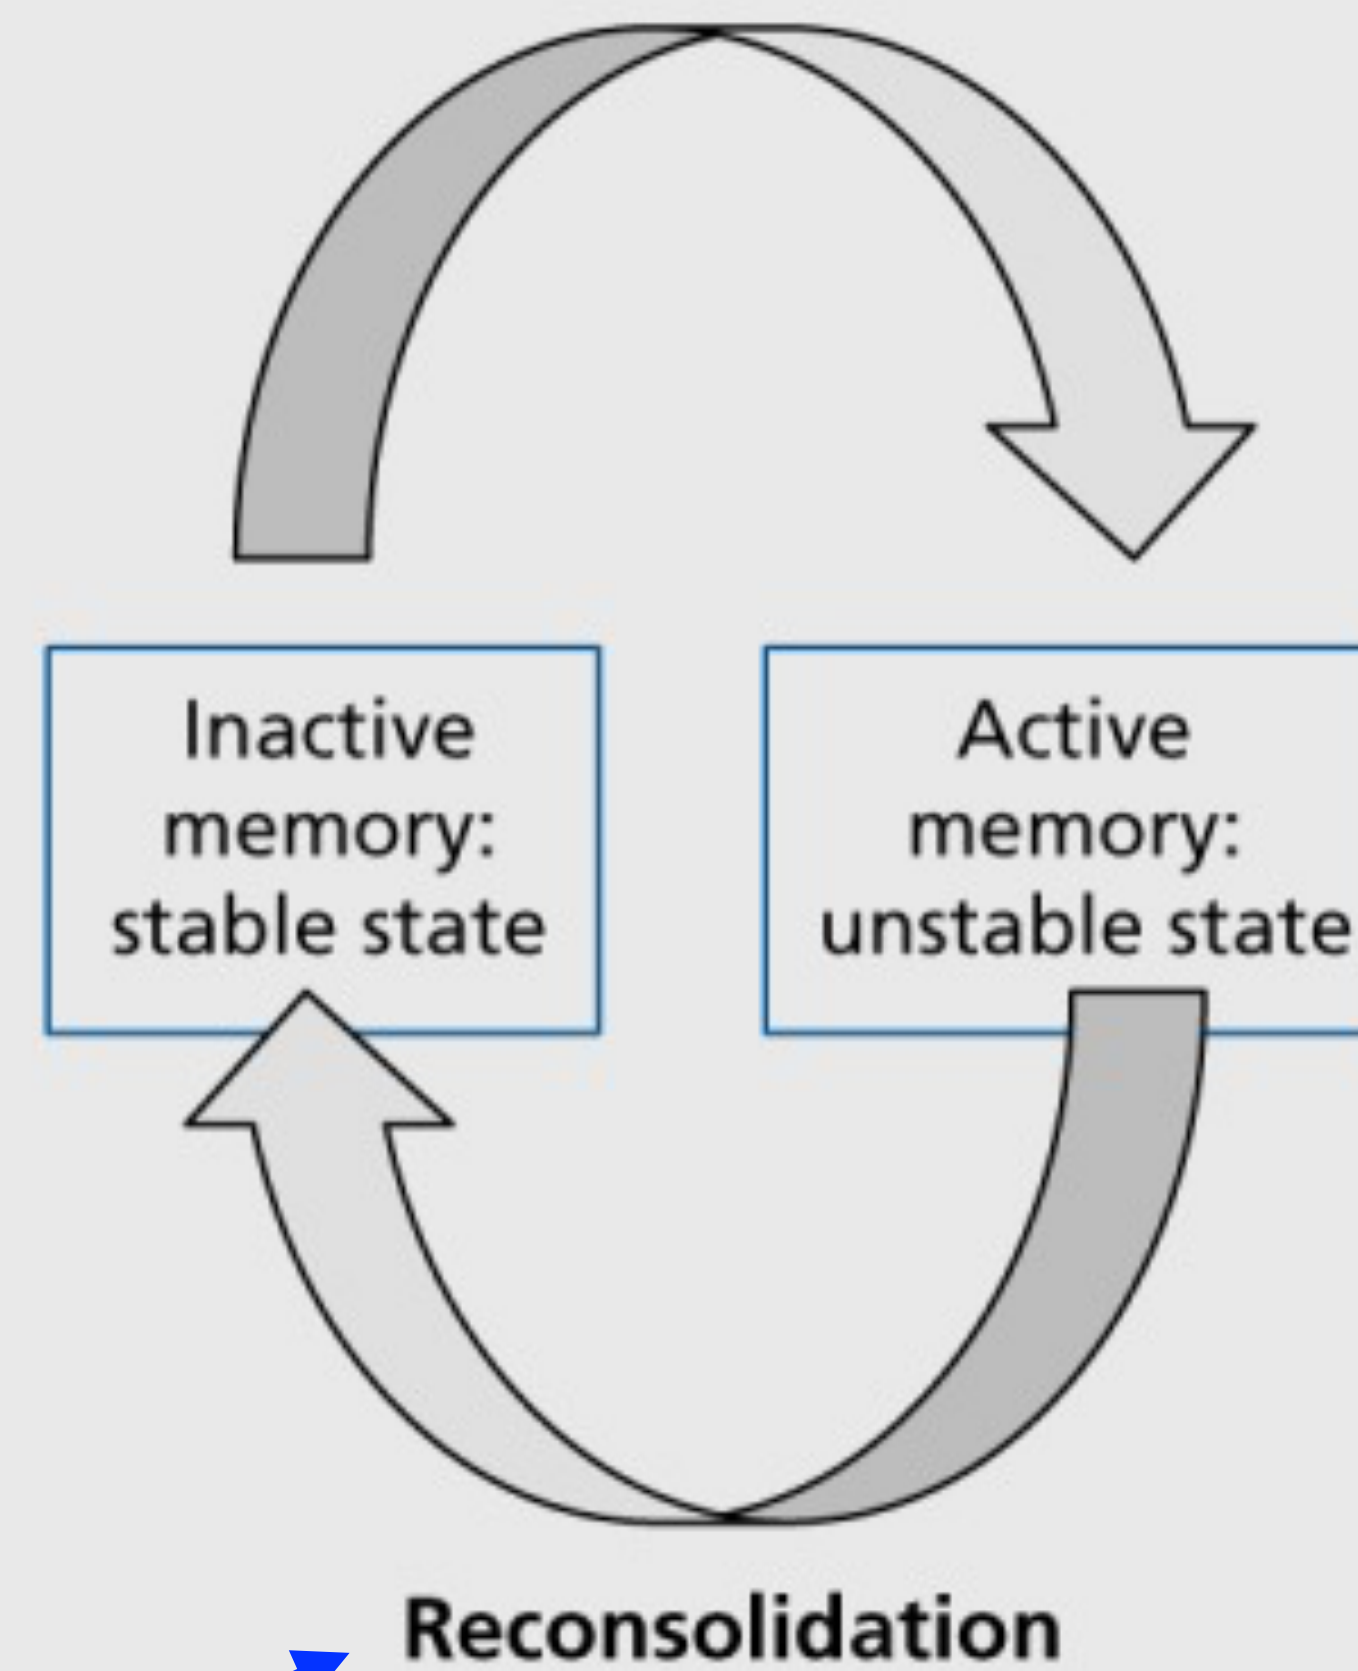 Inactive
memory:
stable state
Active
memory:
unstable state
Reconsolidation